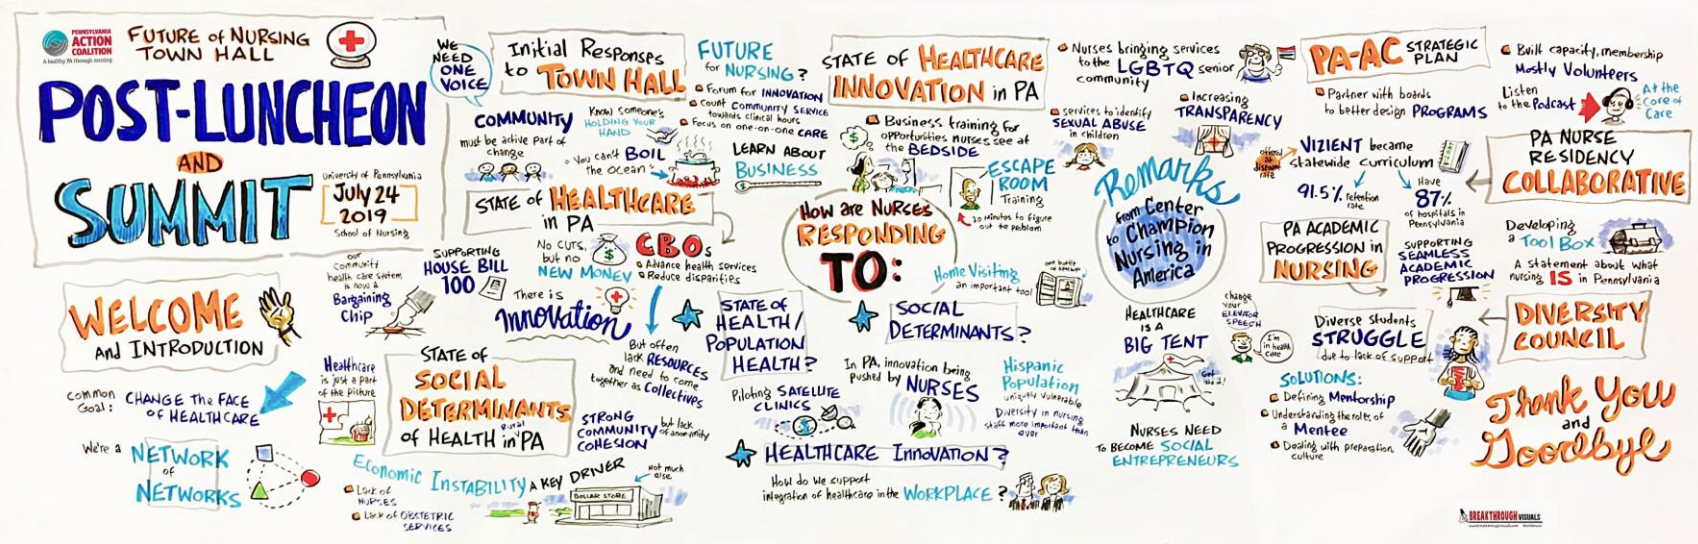 PENNSYLVANIA
ACTION
COALITION
A healthy PA through nursing
FUTURE of NURSING
TOWN HALL
POST-LUNCHEON
AND
SUMMIT
University of Pennsylvania
July 24
2019
School of Nursing
WELCOME
and INTRODUCTION
Common
Goal: CHANGE the FACE
of HEALTHCARE
We're a NETWORK
of
NETWORKS
WE
NEED
ONE
VOICE
Initial Responses
to TOWN HALL
COMMUNITY
must be active part of
change
Know someone's
HOLDING YOUR
HAND
You can't BOIL
the OCEAN
STATE of HEALTHCARE
in PA
our
Community
health care system
is now a
Bargaining
Chip
SUPPORTING
HOUSE BILL
100
No CUTS,
but no
NEW MONEY
CBOs
Advance health services
Reduce disparities
There is
Innovation
But often
lack RESOURCES
and need to come
together as Collectives
Healthcare
is just a part
of the picture
STATE of
SOCIAL
DETERMINANTS
of HEALTH in Rural PA
STRONG
COMMUNITY
COHESION
but lack
of anonymity
Economic Instability A KEY DRIVER
Lack of
NURSES
Lack of OBSTETRIC
SERVICES
Not much
else
DOLLAR STORE
FUTURE
for NURSING?
Forum for INNOVATION
Count COMMUNITY SERVICE
towards clinical hours
Focus on one-on-one CARE
LEARN ABOUT
BUSINESS
STATE of HEALTHCARE
INNOVATION in PA
Business training for
opportunities nurses see at
the BEDSIDE
ESCAPE
ROOM
Training
20 minutes to figure
out to problem
How are NURSES
RESPONDING
TO:
Home Visiting
an important tool
STATE of
HEALTH/
POPULATION
HEALTH?
Piloting SATELLITE
CLINICS
SOCIAL
DETERMINANTS?
In PA, innovation being
pushed by NURSES
Hispanic
Population
uniquely vulnerable
Diversity in nursing
staff more important than
ever
HEALTHCARE Innovation?
How do we support
integration of healthcare in the WORKPLACE?
Nurses bringing services
to the LGBTQ senior
community
services to identify
SEXUAL ABUSE
in children
Increasing
TRANSPARENCY
Remarks
from Center
to Champion
Nursing in
America
HEALTHCARE
IS A
BIG TENT
change
your
ELEVATOR
SPEECH
I'm
in health
care
NURSES NEED
TO BECOME SOCIAL
ENTREPRENEURS
PA-AC STRATEGIC
PLAN
Partner with boards
to better design PROGRAMS
Built capacity, membership
Mostly Volunteers
Listen
to the Podcast
At the
Core of
Care
offered
at
discount
rate
VIZIENT became
statewide curriculum
91.5% retention
rate
Have
87%
of hospitals in
Pennsylvania
PA NURSE
RESIDENCY
COLLABORATIVE
PA ACADEMIC
PROGRESSION in
NURSING
SUPPORTING
SEAMLESS
ACADEMIC
PROGRESSION
Developing
a Tool Box
A Statement about what
nursing IS in Pennsylvania
Diverse Students
STRUGGLE
due to lack of support
DIVERSITY
COUNCIL
SOLUTIONS:
Defining Mentorship
Understanding the roles of
a Mentee
Dealing with preparation,
culture
Thank You
and
Goodbye
BREAKTHROUGH VISUALS